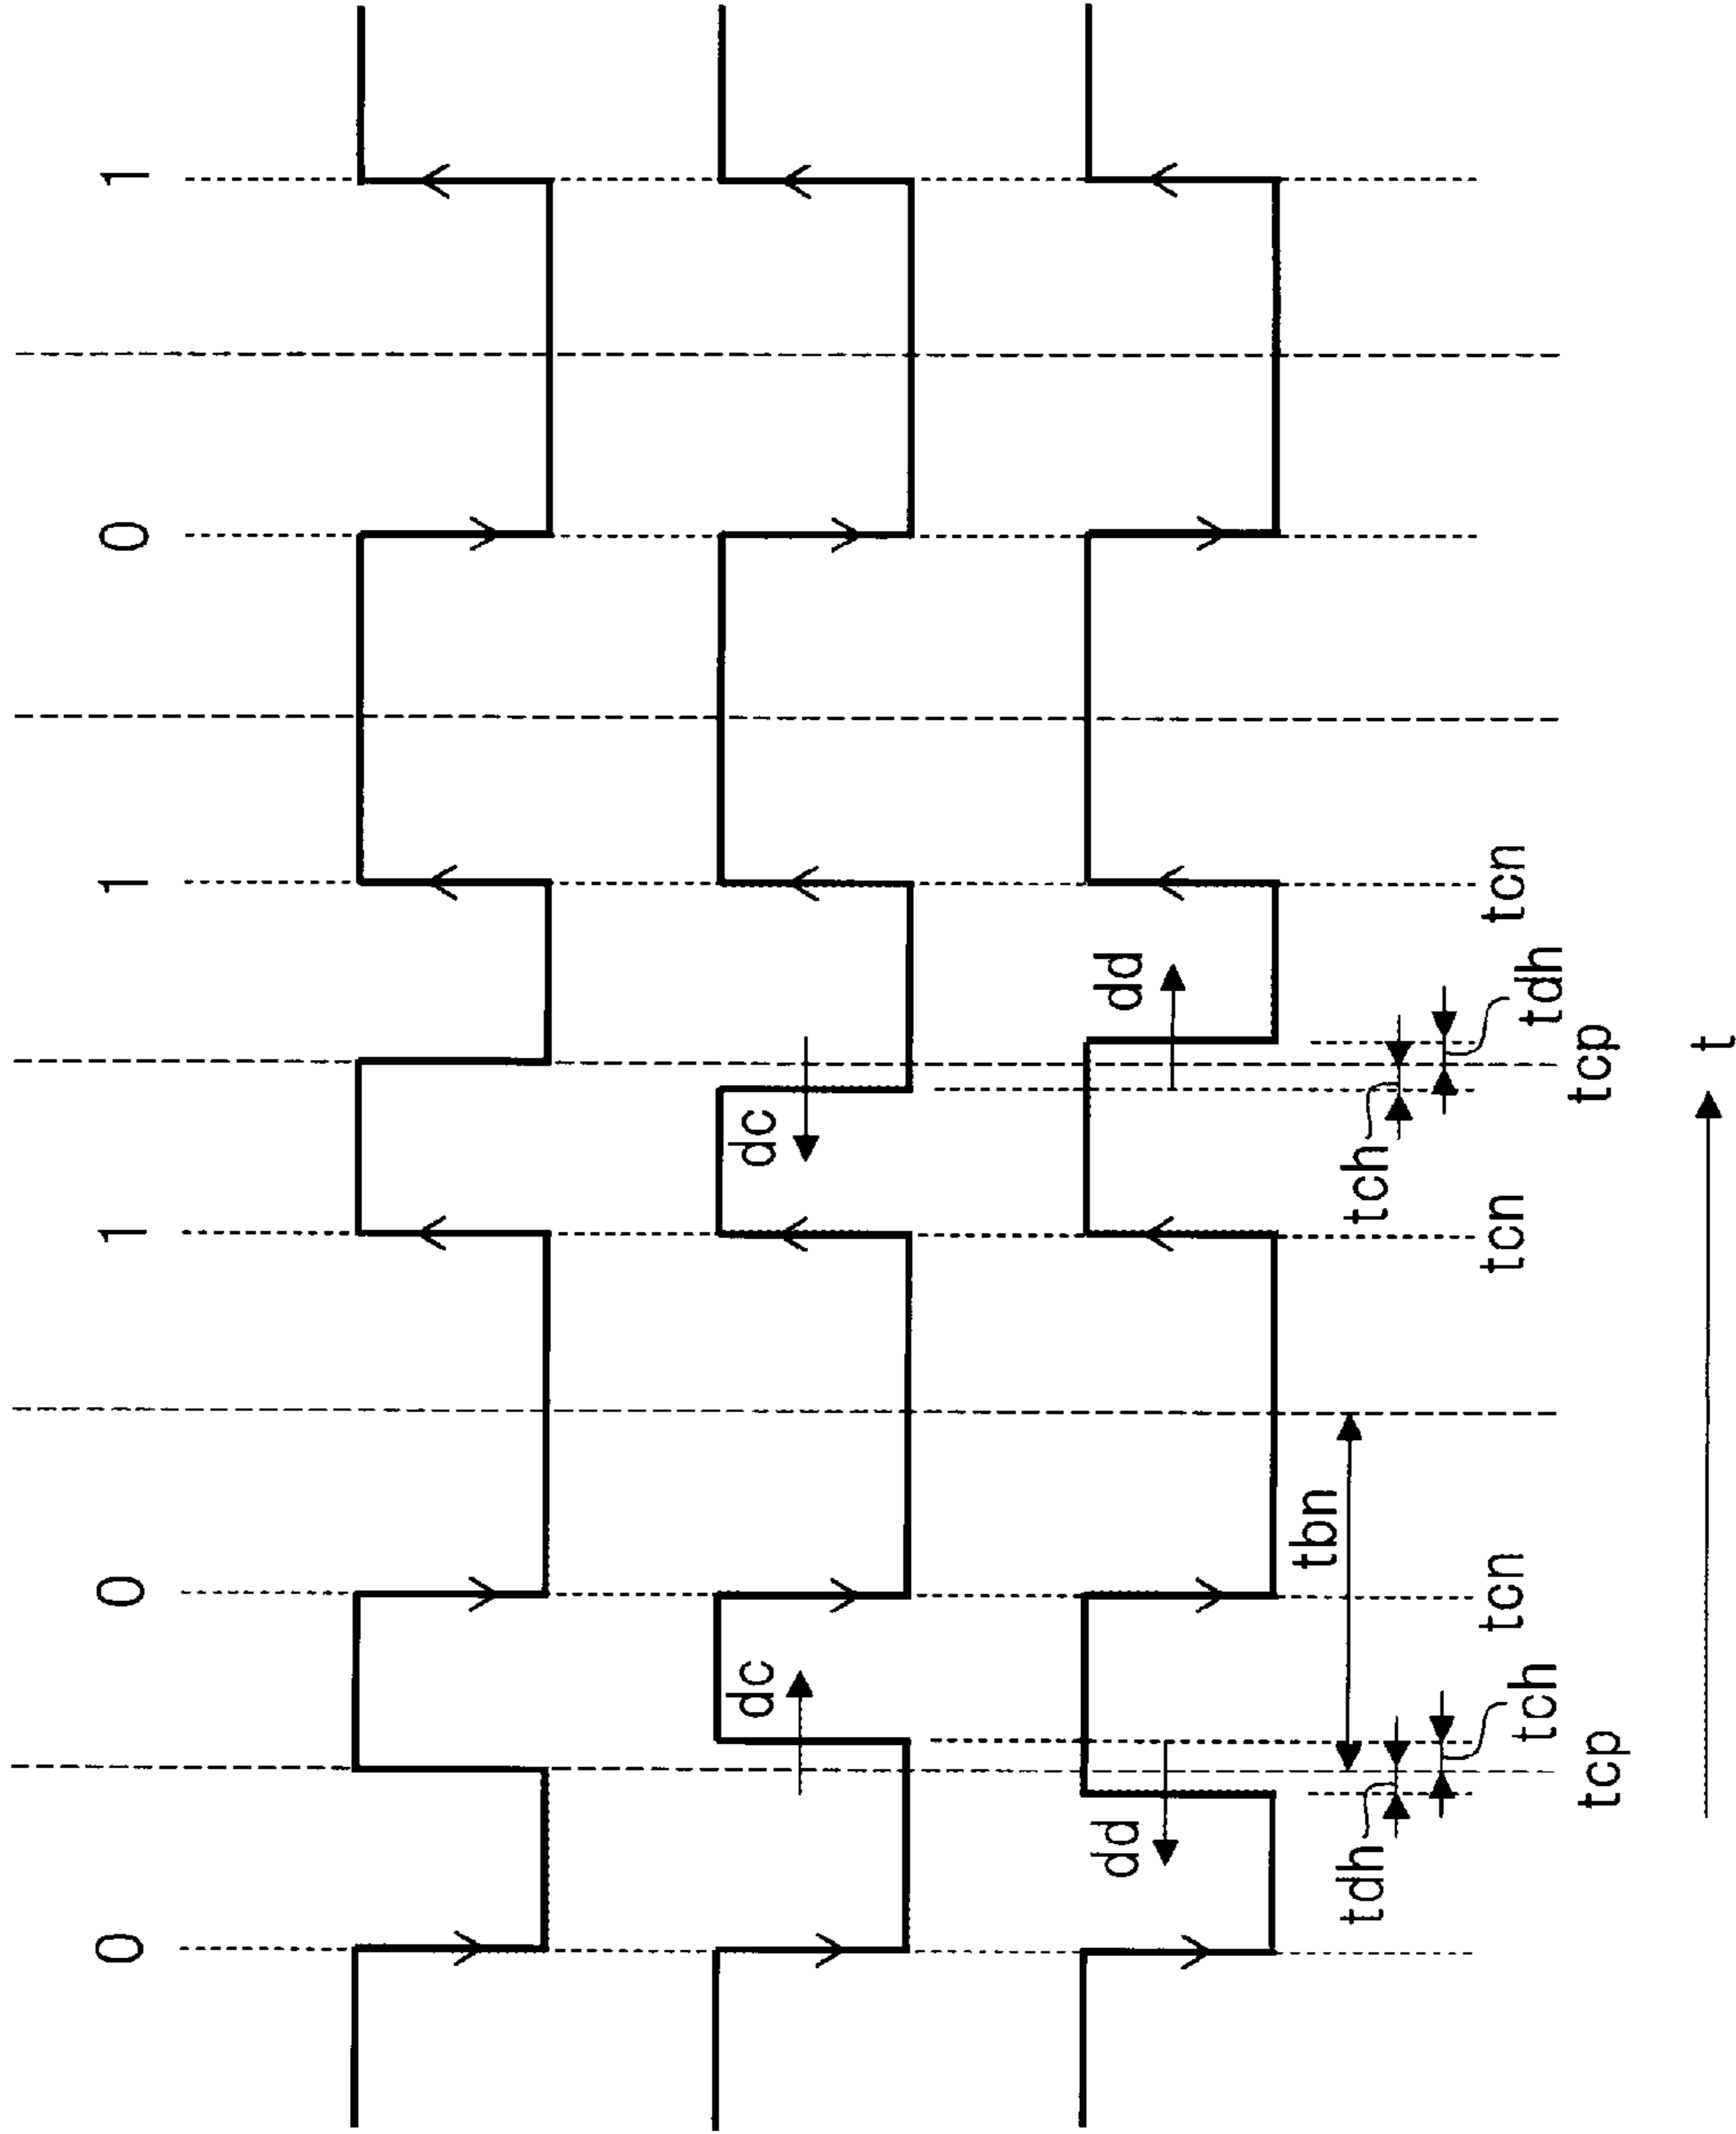 0 0 1 1 0 1
dc dc
dd dd
tbn
tdh tch
tch tcn tcn tdh tcn
tcp tcp
t